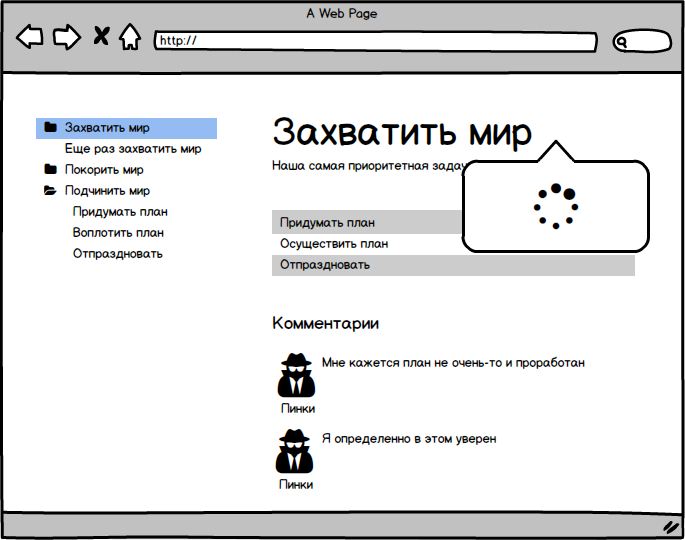 A Web Page
http://
Захватить мир
Еще раз захватить мир
Покорить мир
Подчинить мир
Придумать план
Воплотить план
Отпраздновать
Захватить мир
Наша самая приоритетная
Придумать план
Осуществить план
Отпраздновать
Комментарии
Мне кажется план не очень-то и проработан
Пинки
Я определенно в этом уверен
Пинки